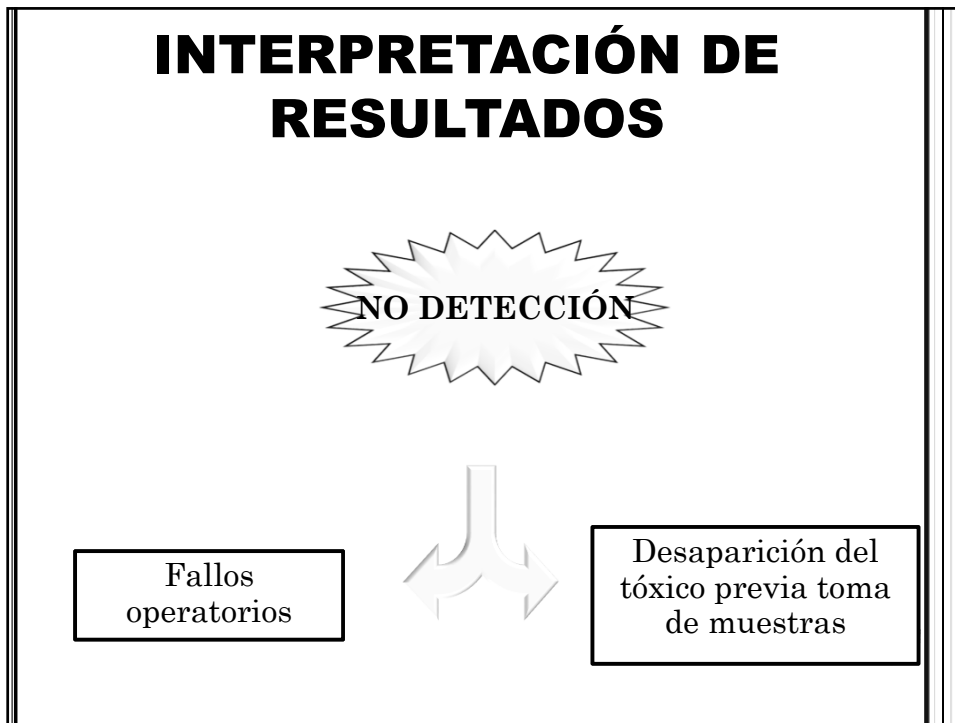 INTERPRETACIÓN DE
RESULTADOS
NO DETECCIÓN
Fallos
operatorios
Desaparición del
tóxico previa toma
de muestras